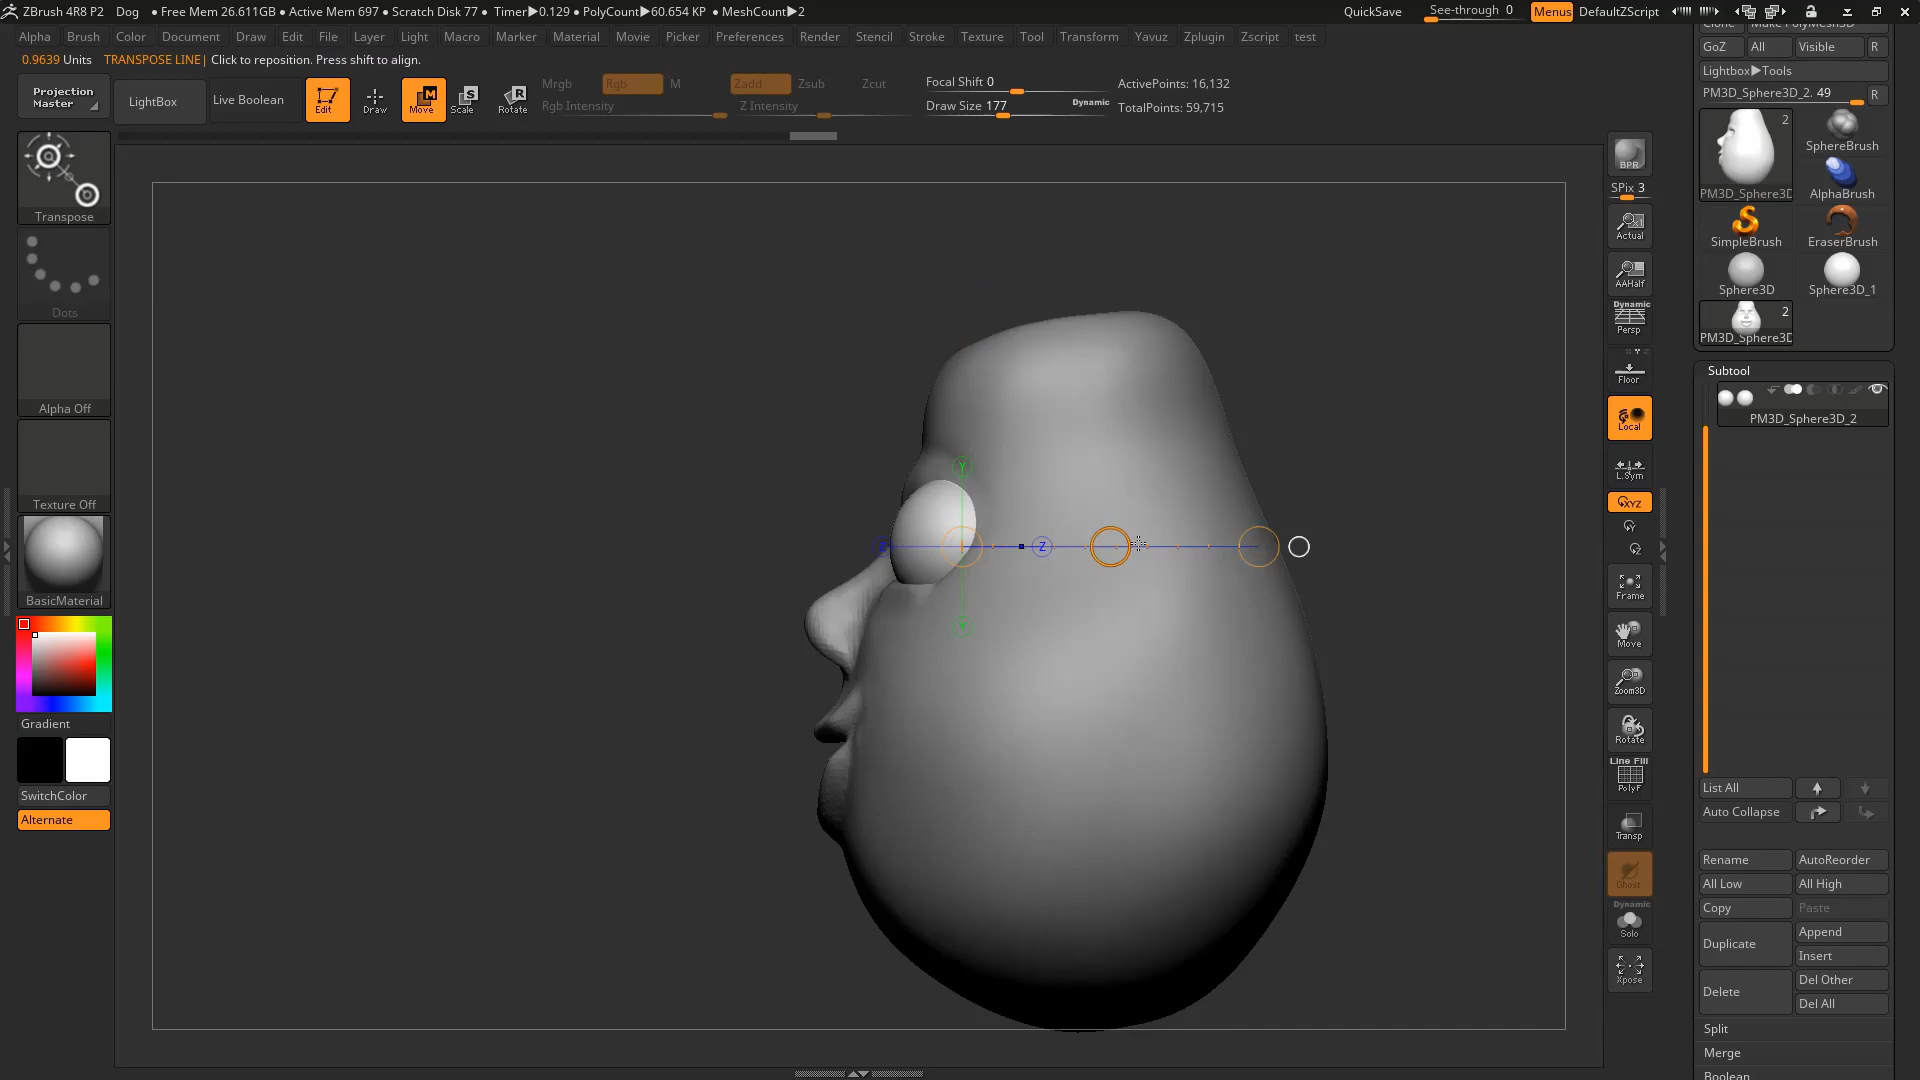 ZBrush 4R8 P2 Dog • Free Mem 26.611GB • Active Mem 697 • Scratch Disk 77 • Timer▶0.129 • PolyCount▶60.654 KP • MeshCount▶2 QuickSave See-through 0 Menus DefaultZScript
Alpha Brush Color Document Draw Edit File Layer Light Macro Marker Material Movie Picker Preferences Render Stencil Stroke Texture Tool Transform Yavuz Zplugin Zscript test
0.9639 Units TRANSPOSE LINE| Click to reposition. Press shift to align.
Projection
Master
LightBox
Live Boolean
Edit
Draw
M
Move
S
Scale
R
Rotate
Mrgb Rgb M
Rgb Intensity
Zadd Zsub Zcut
Z Intensity
Focal Shift 0
Draw Size 177 Dynamic
ActivePoints: 16,132
TotalPoints: 59,715
Transpose
Dots
Alpha Off
Texture Off
BasicMaterial
Gradient
SwitchColor
Alternate
Y
Z
BPR
SPix 3
Actual
AAHalf
Dynamic
Persp
Floor
Local
L.Sym
XYZ
Y
Z
Frame
Move
Zoom3D
Rotate
Line Fill
PolyF
Transp
Ghost
Dynamic
Solo
Xpose
GoZ All Visible R
Lightbox▶Tools
PM3D_Sphere3D_2. 49 R
2
PM3D_Sphere3D
SphereBrush
AlphaBrush
SimpleBrush EraserBrush
Sphere3D Sphere3D_1
2
PM3D_Sphere3D
Subtool
PM3D_Sphere3D_2
List All
Auto Collapse
Rename AutoReorder
All Low All High
Copy Paste
Duplicate Append
Insert
Delete Del Other
Del All
Split
Merge
Boolean